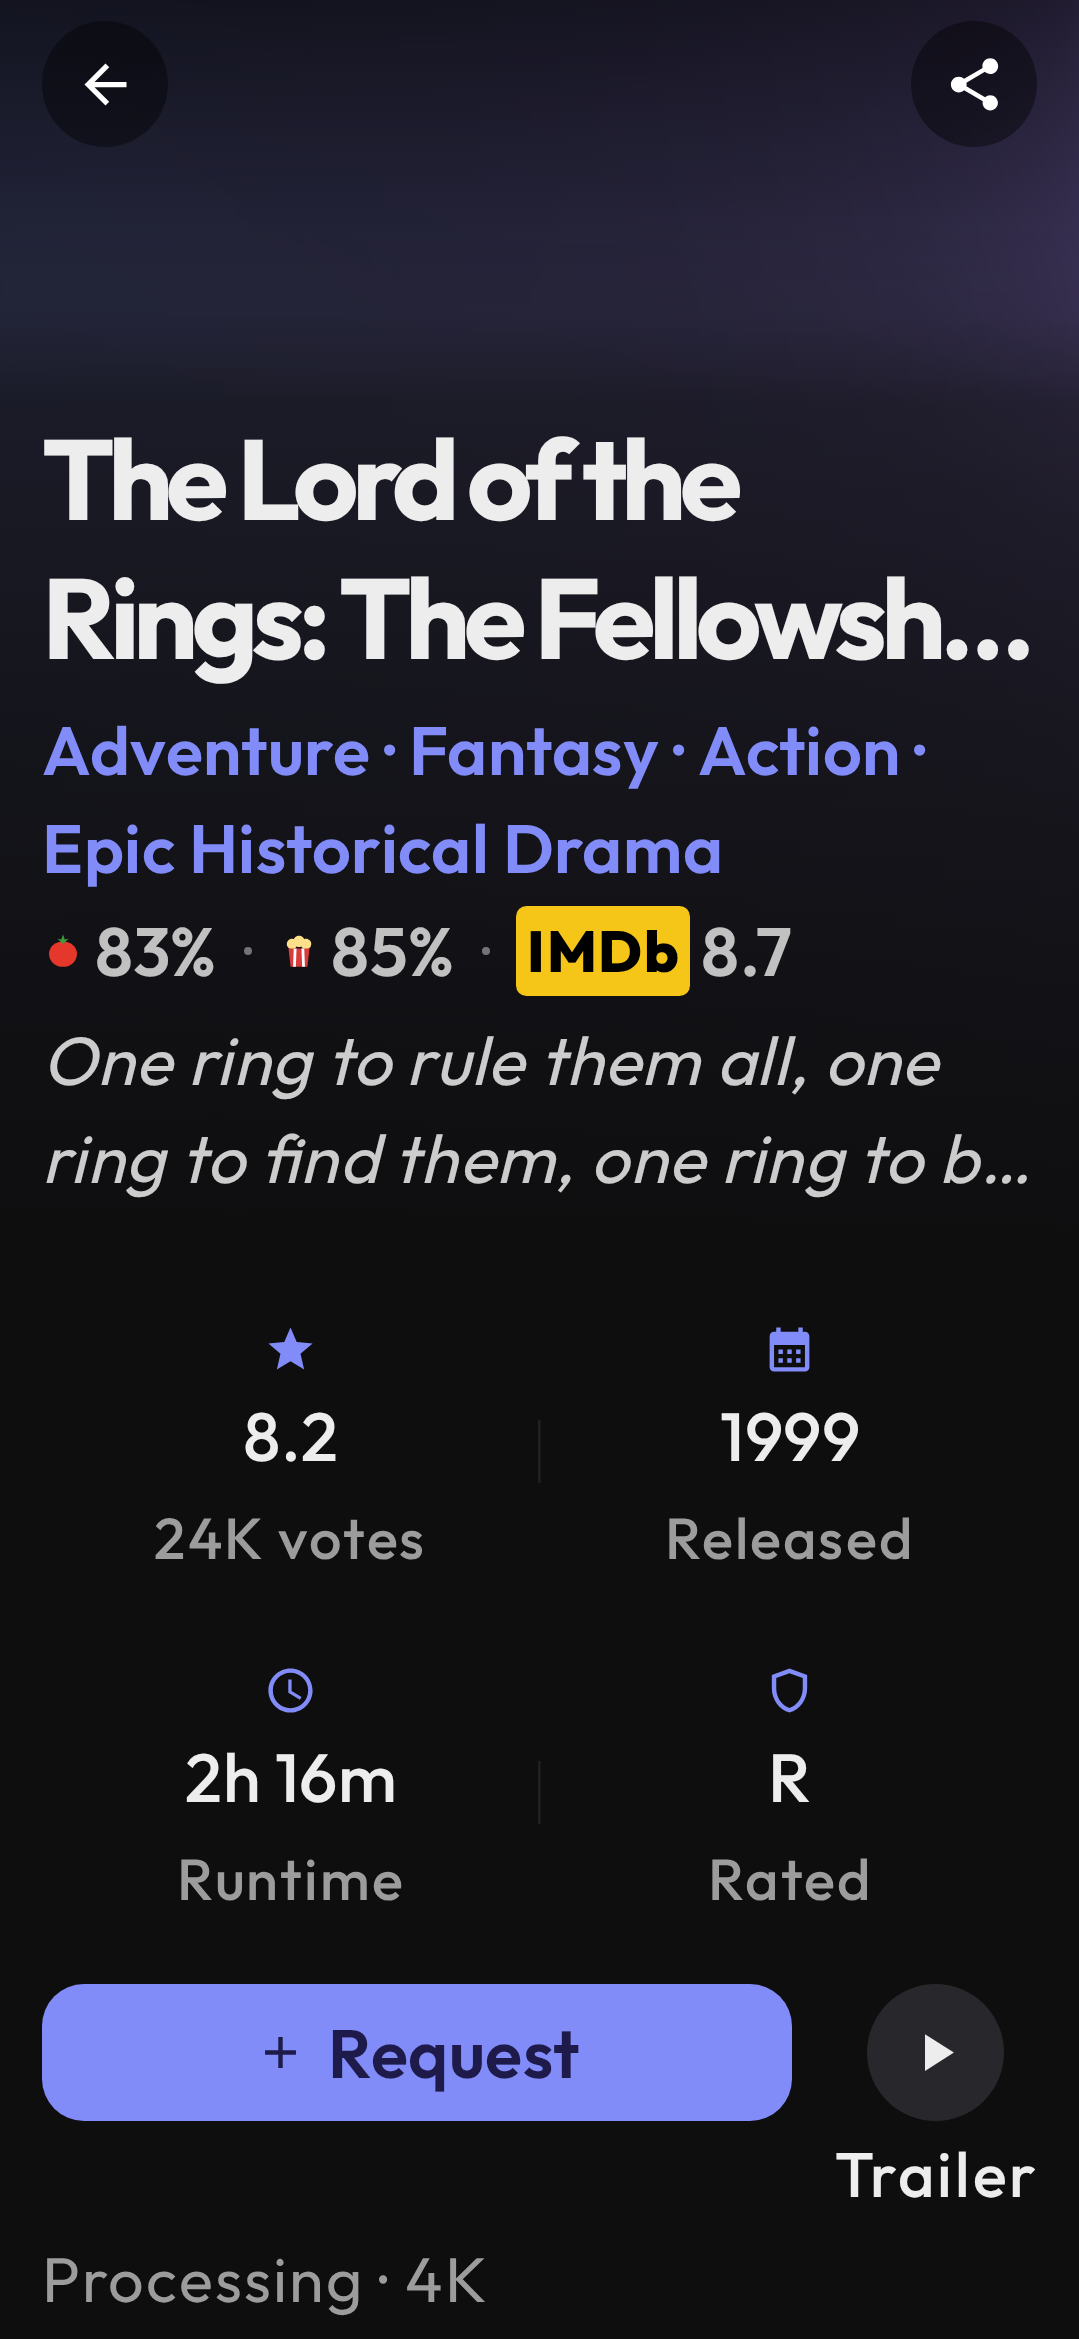 The Lord of the
Rings: The Fellowsh...
Adventure · Fantasy · Action ·
Epic Historical Drama
83% · 85% · IMDb 8.7
One ring to rule them all, one
ring to find them, one ring to b...
8.2
24K votes
1999
Released
2h 16m
Runtime
R
Rated
+ Request
Trailer
Processing · 4K